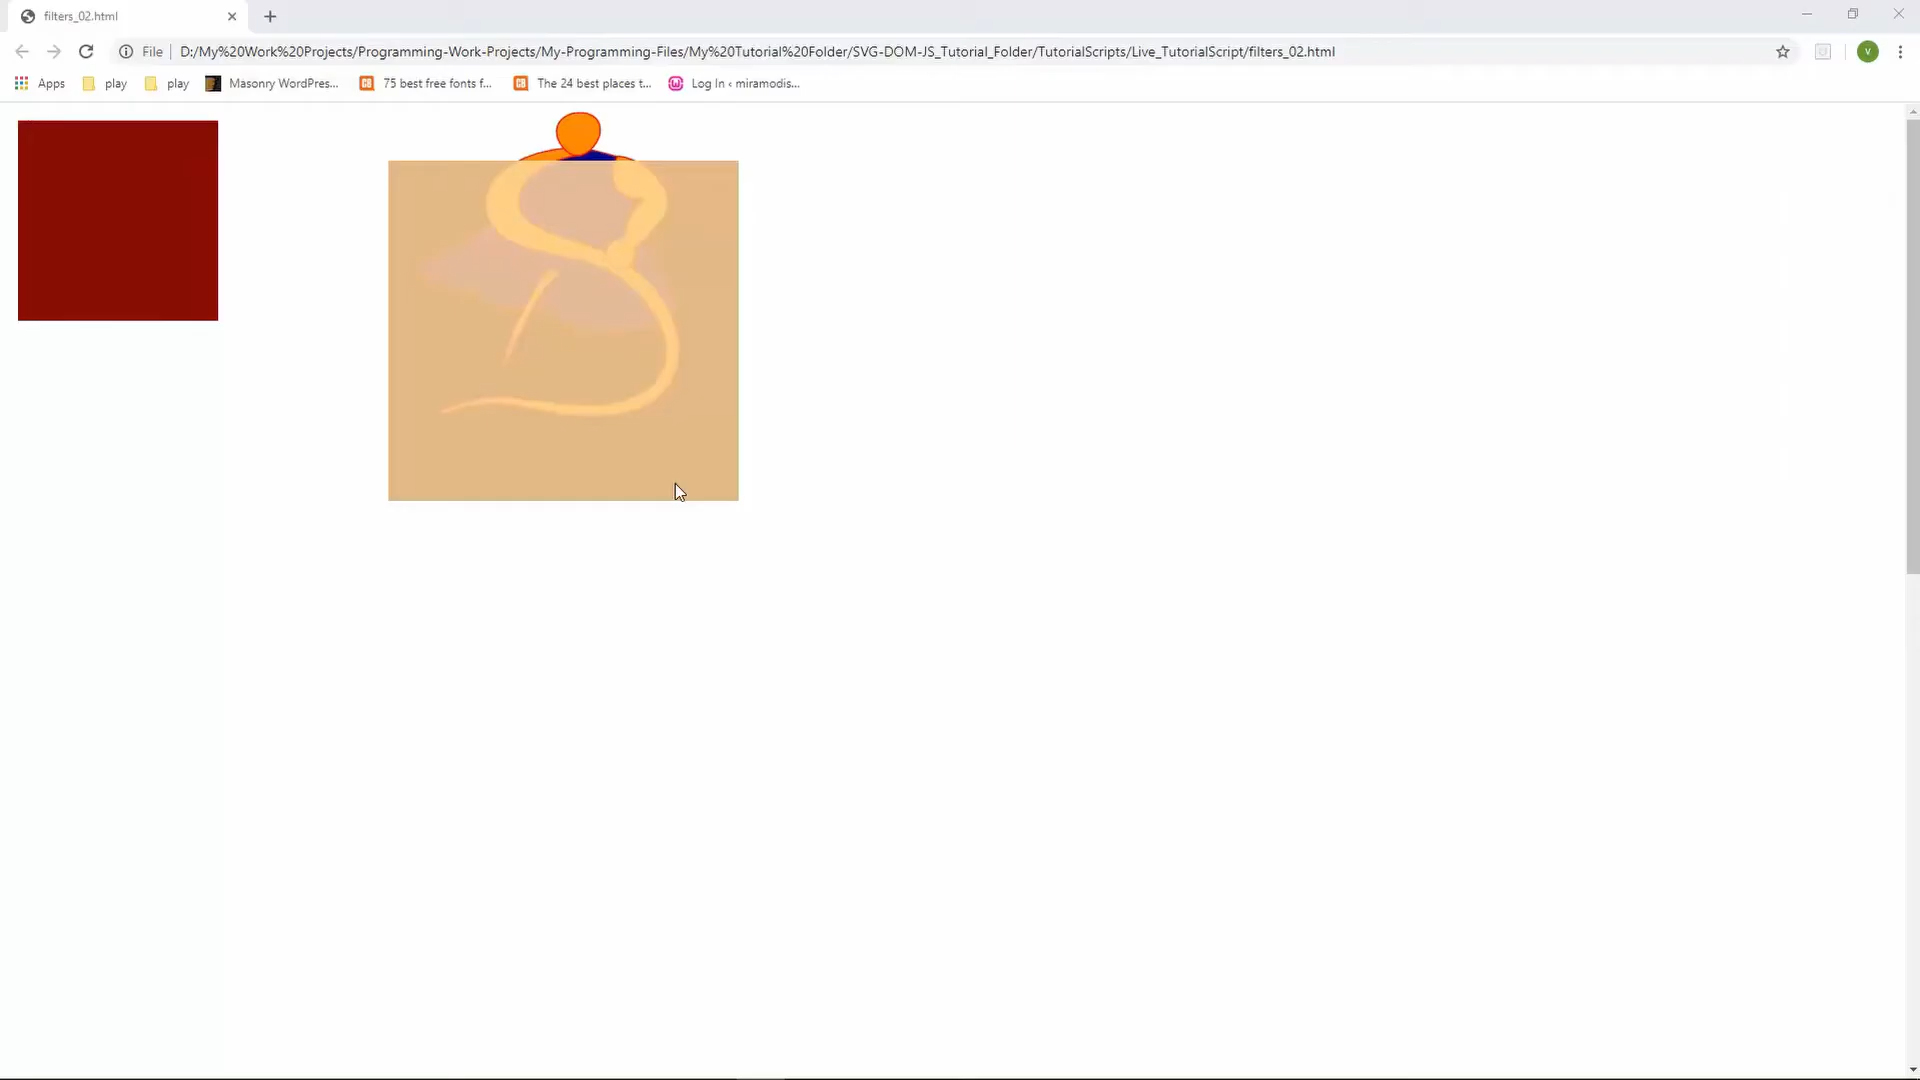 filters_02.html
File D:/My%20Work%20Projects/Programming-Work-Projects/My-Programming-Files/My%20Tutorial%20Folder/SVG-DOM-JS_Tutorial_Folder/TutorialScripts/Live_TutorialScript/filters_02.html
V
Apps play play Masonry WordPres... CB 75 best free fonts f... CB The 24 best places t... Log In ‹ miramodis...